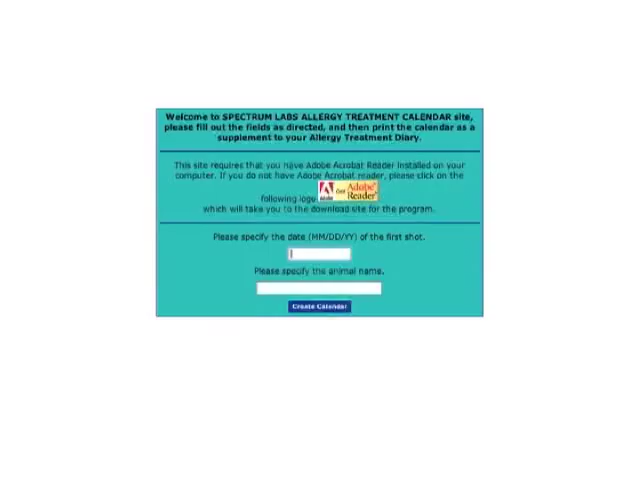 Welcome to SPECTRUM LABS ALLERGY TREATMENT CALENDAR site,
please fill out the fields as directed, and then print the calendar as a
supplement to your Allergy Treatment Diary.
This site requires that you have Adobe Acrobat Reader installed on your
computer. If you do not have Adobe Acrobat reader, please click on the
following logo Get Adobe® Reader®
which will take you to the download site for the program.
Please specify the date (MM/DD/YY) of the first shot.
Please specify the animal name.
Create Calendar